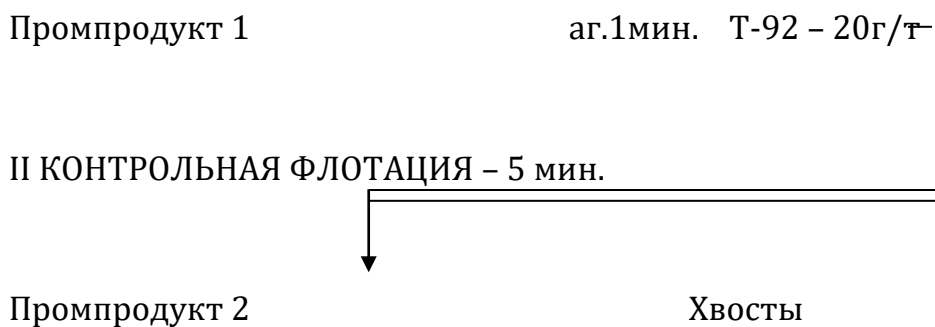 Промпродукт 1 аг.1мин. Т-92 – 20г/т
II КОНТРОЛЬНАЯ ФЛОТАЦИЯ – 5 мин.
Промпродукт 2 Хвосты